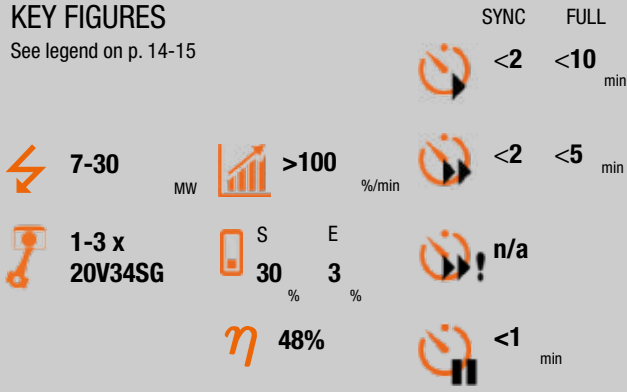 KEY FIGURES
See legend on p. 14-15
SYNC FULL
<2 <10 min
7-30 MW
>100 %/min
<2 <5 min
1-3 x
20V34SG
S E
30 % 3 %
n/a
η 48%
<1 min